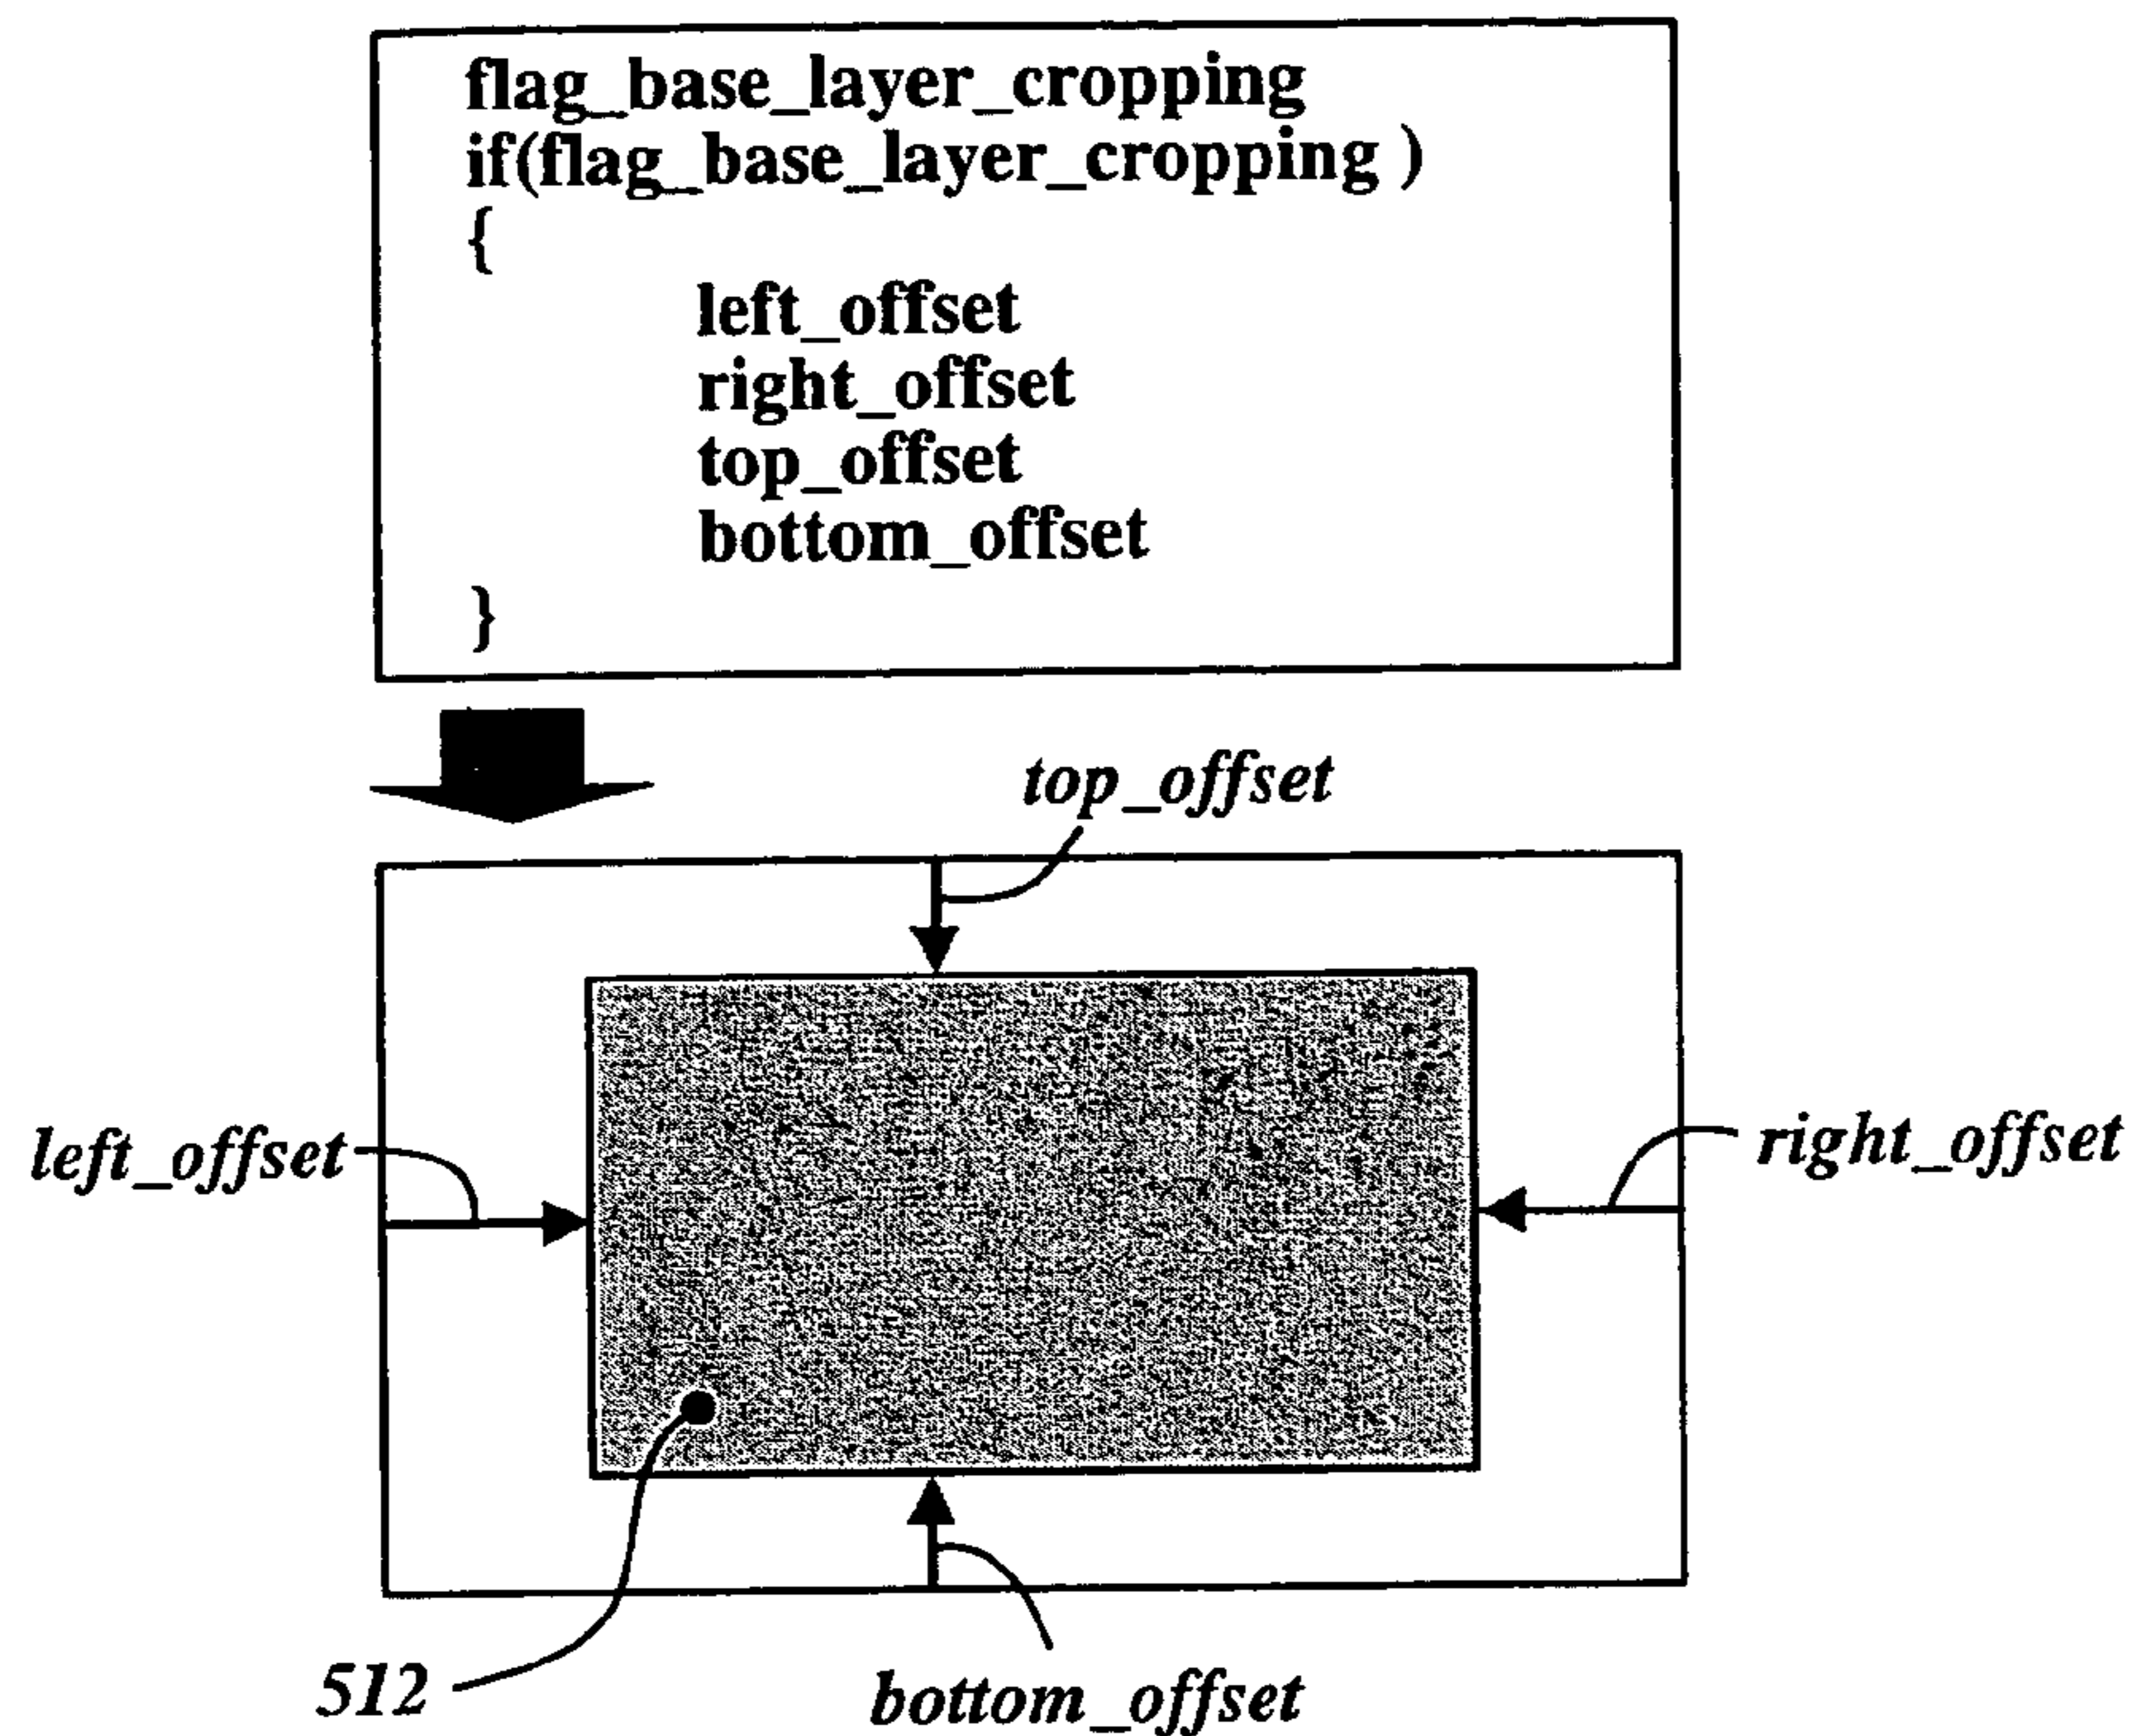 flag_base_layer_cropping
if(flag_base_layer_cropping )
{
left_offset
right_offset
top_offset
bottom_offset
}
top_offset
left_offset
right_offset
512
bottom_offset